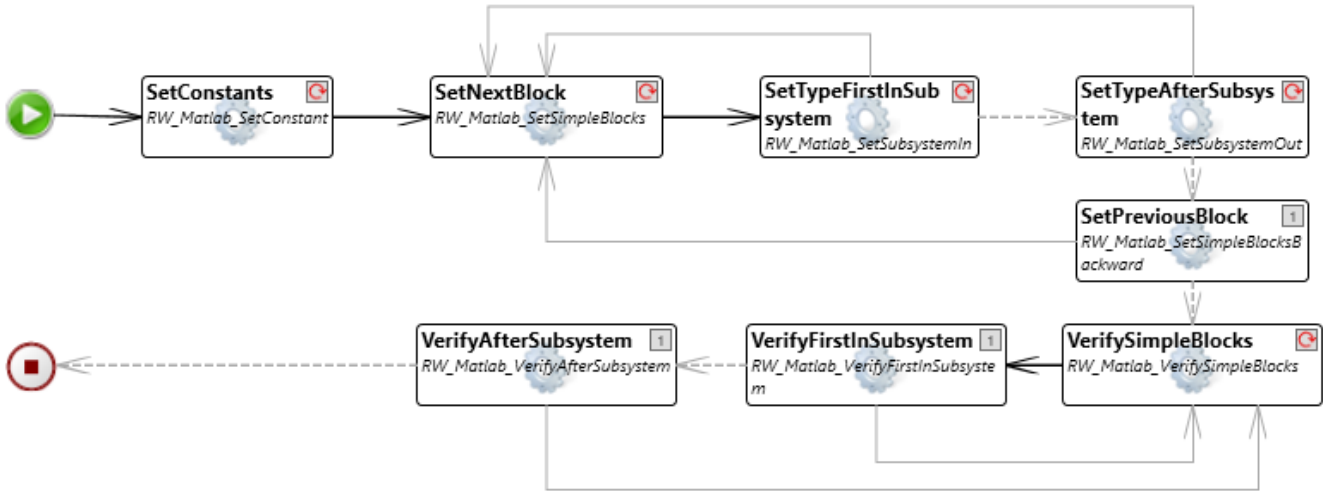 SetConstants
RW_Matlab_SetConstant
SetNextBlock
RW_Matlab_SetSimpleBlocks
SetTypeFirstInSub
system
RW_Matlab_SetSubsystemIn
SetTypeAfterSubsys
tem
RW_Matlab_SetSubsystemOut
SetPreviousBlock
1
RW_Matlab_SetSimpleBlocksB
ackward
VerifyAfterSubsystem
1
RW_Matlab_VerifyAfterSubsystem
VerifyFirstInSubsystem
1
RW_Matlab_VerifyFirstInSubsyste
m
VerifySimpleBlocks
RW_Matlab_VerifySimpleBlocks